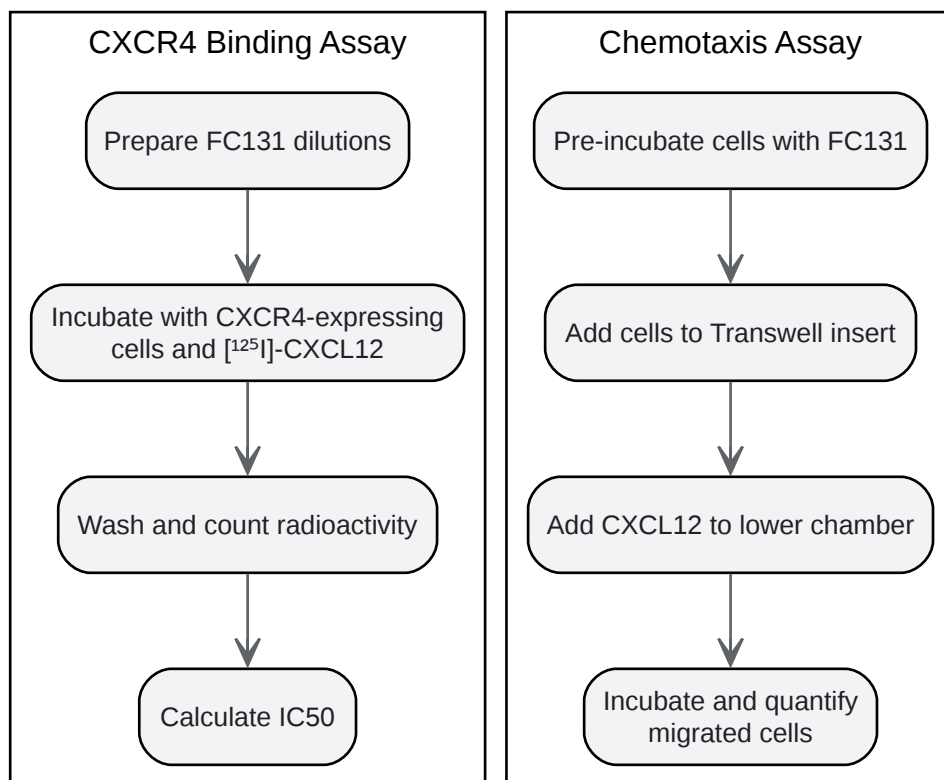 CXCR4 Binding Assay
Prepare FC131 dilutions
Incubate with CXCR4-expressing
cells and [¹²⁵I]-CXCL12
Wash and count radioactivity
Calculate IC50
Chemotaxis Assay
Pre-incubate cells with FC131
Add cells to Transwell insert
Add CXCL12 to lower chamber
Incubate and quantify
migrated cells